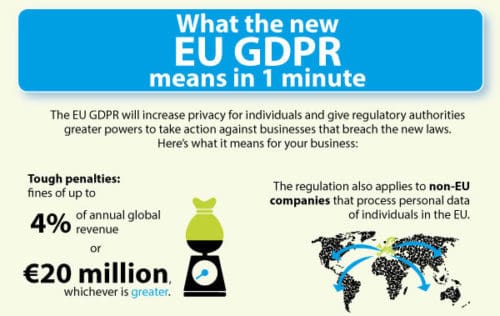 What the new
EU GDPR
means in 1 minute
The EU GDPR will increase privacy for individuals and give regulatory authorities
greater powers to take action against businesses that breach the new laws.
Here's what it means for your business:
Tough penalties:
fines of up to
4% of annual global
revenue
or
€20 million,
whichever is greater.
The regulation also applies to non-EU
companies that process personal data
of individuals in the EU.